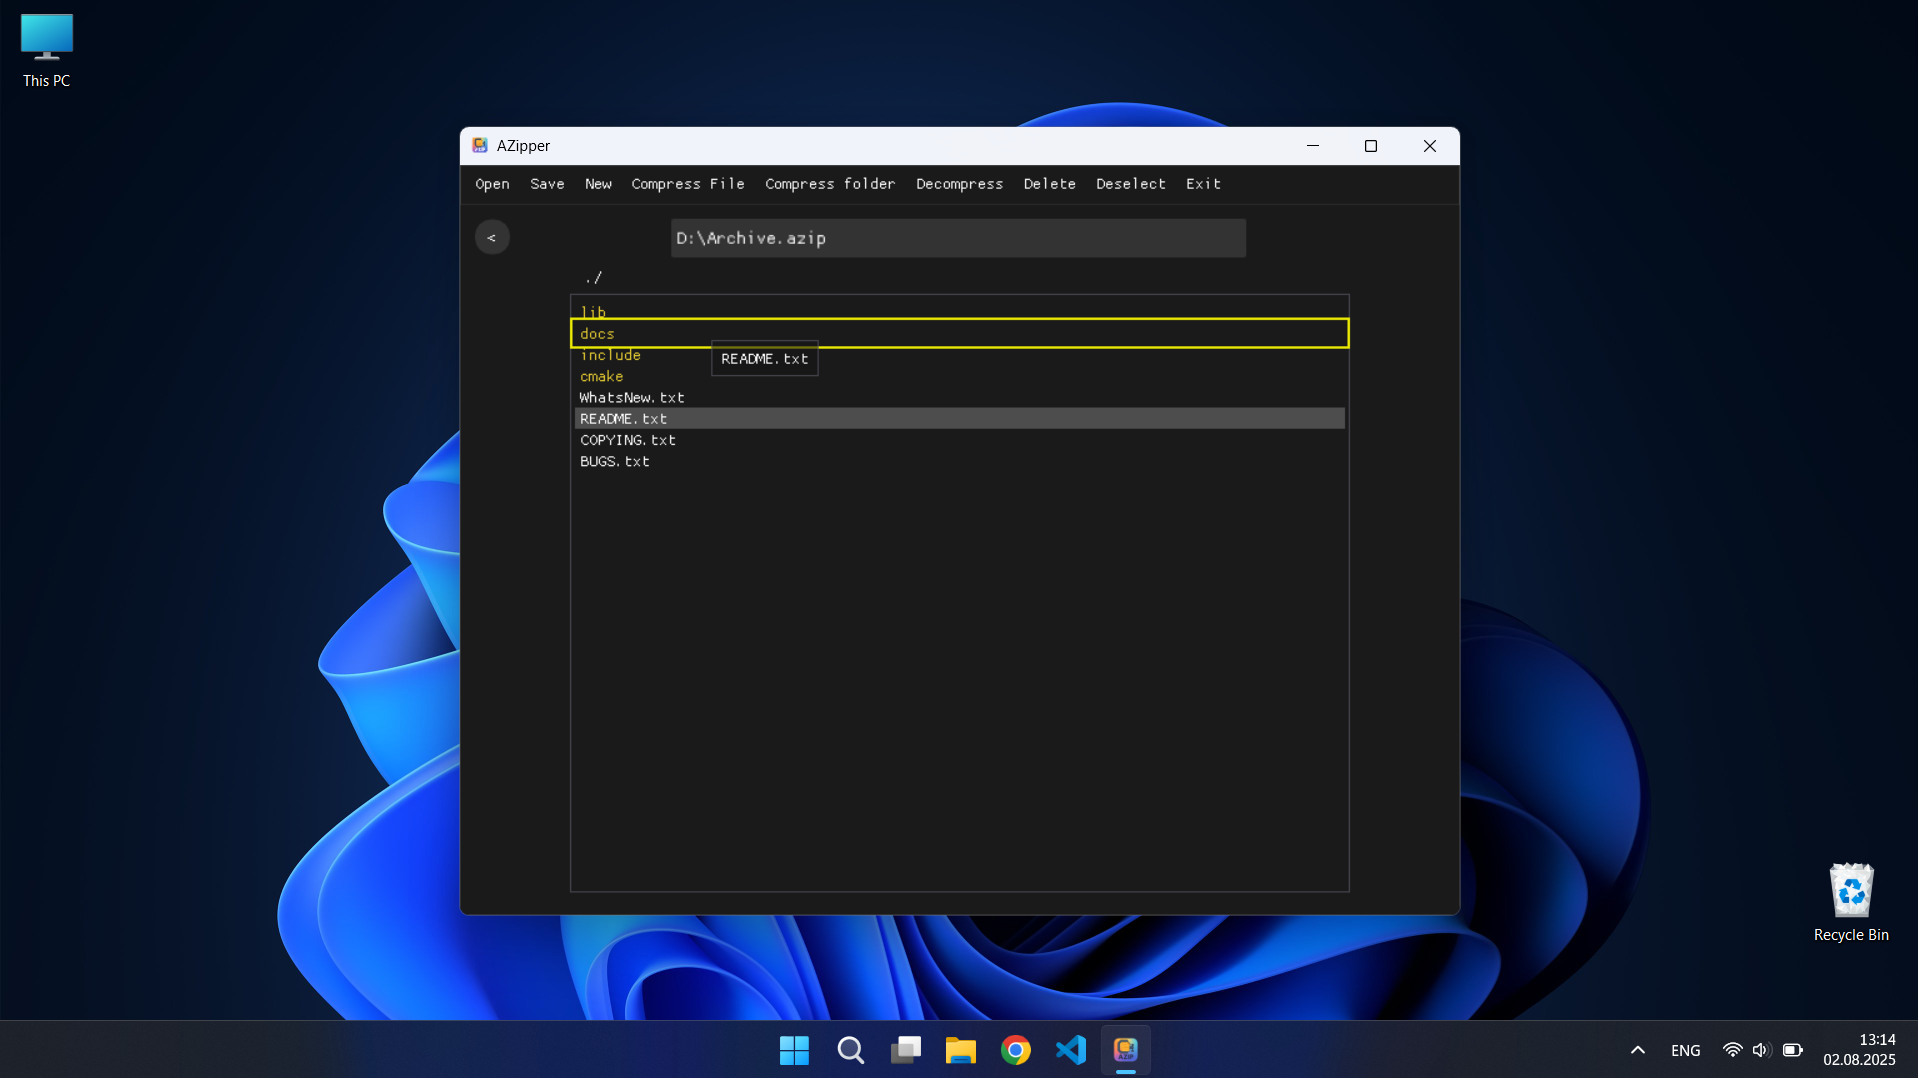 This PC
AZipper
Open Save New Compress File Compress folder Decompress Delete Deselect Exit
<
D:\Archive.azip
./
lib
docs
include
README.txt
cmake
WhatsNew.txt
README.txt
COPYING.txt
BUGS.txt
Recycle Bin
AZIP
ENG
13:14
02.08.2025